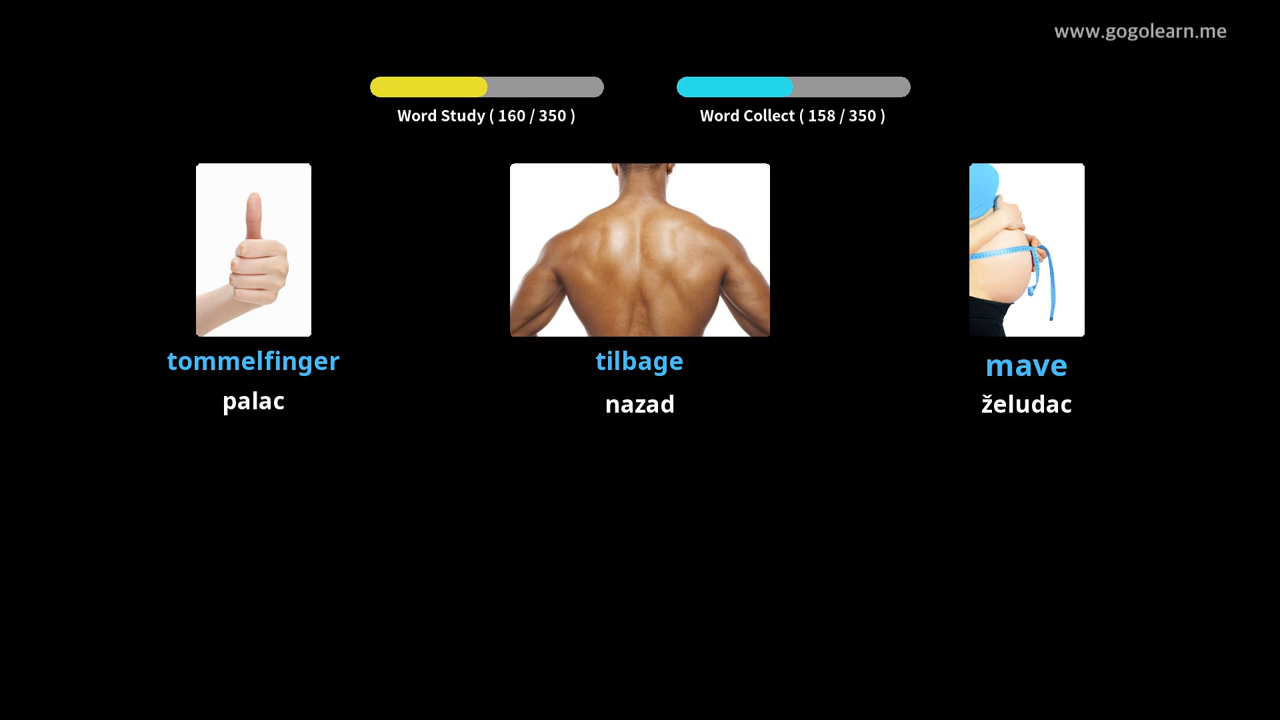 www.gogolearn.me
Word Study ( 160 / 350 )
Word Collect ( 158 / 350 )
tommelfinger
palac
tilbage
nazad
mave
želudac